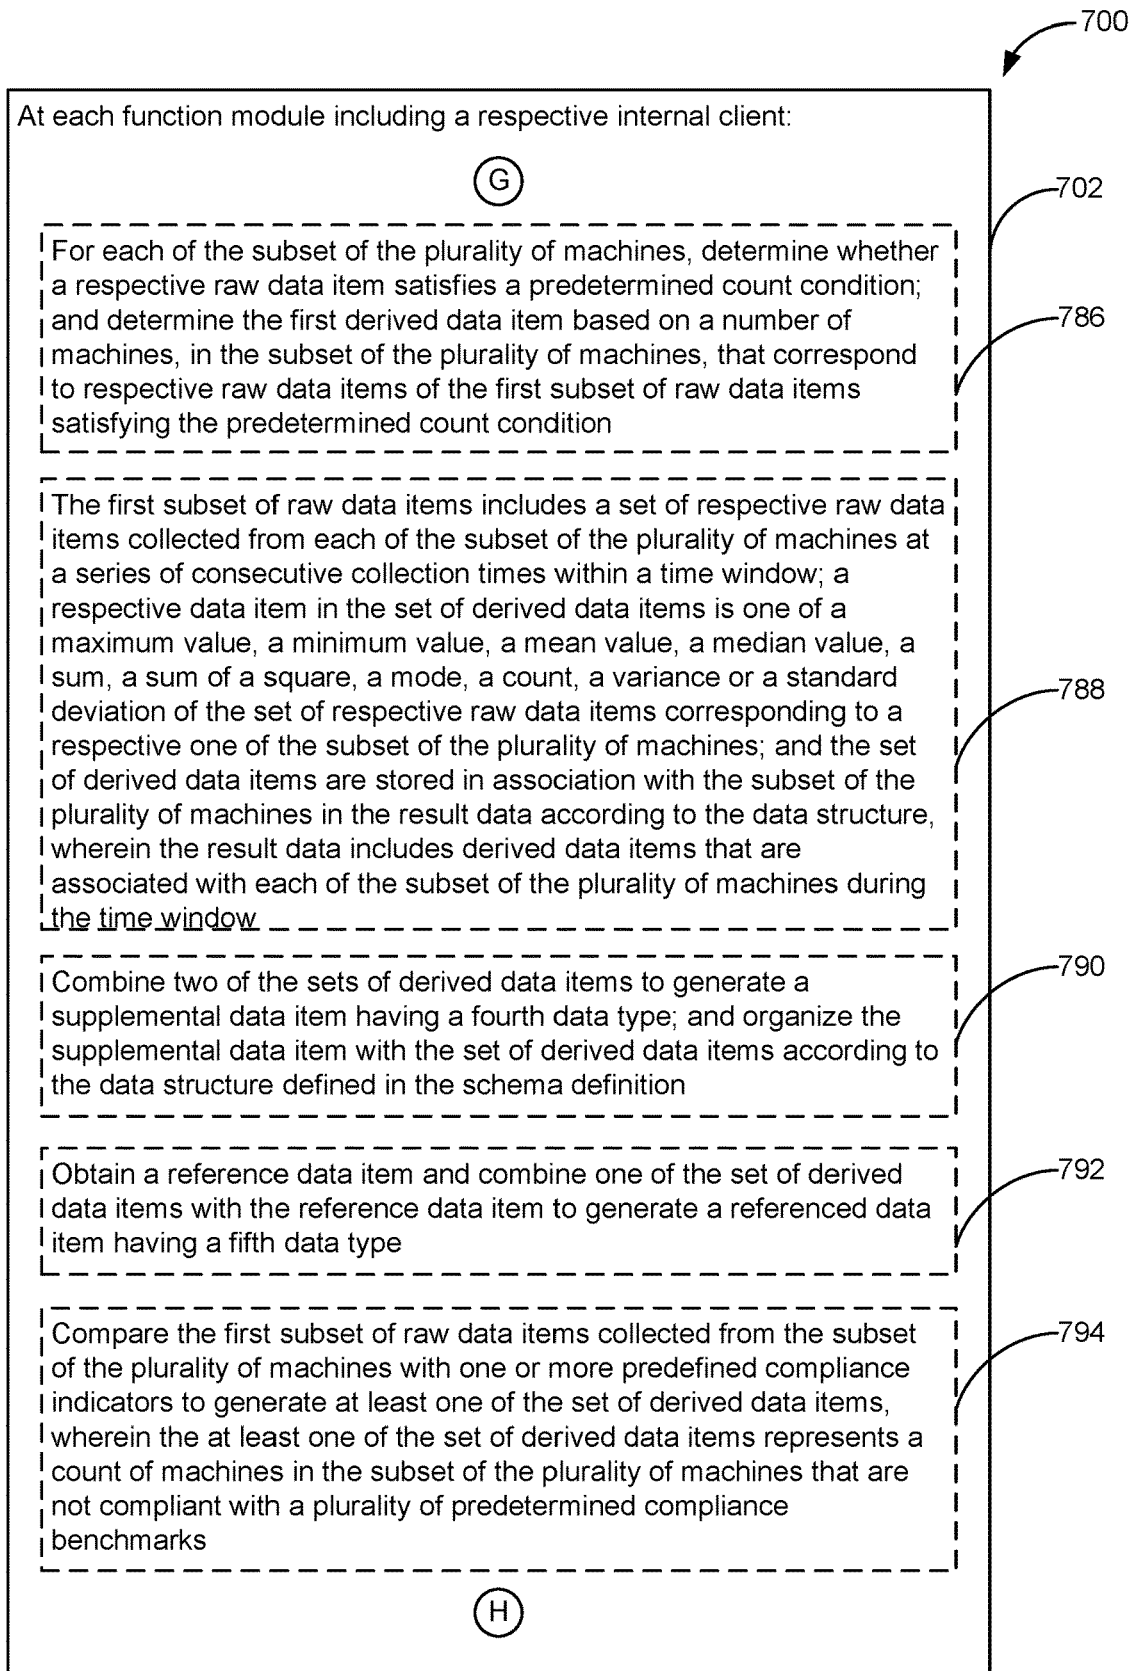 700
At each function module including a respective internal client:
G
702
For each of the subset of the plurality of machines, determine whether
a respective raw data item satisfies a predetermined count condition;
and determine the first derived data item based on a number of
machines, in the subset of the plurality of machines, that correspond
to respective raw data items of the first subset of raw data items
satisfying the predetermined count condition
786
The first subset of raw data items includes a set of respective raw data
items collected from each of the subset of the plurality of machines at
a series of consecutive collection times within a time window; a
respective data item in the set of derived data items is one of a
maximum value, a minimum value, a mean value, a median value, a
sum, a sum of a square, a mode, a count, a variance or a standard
deviation of the set of respective raw data items corresponding to a
respective one of the subset of the plurality of machines; and the set
of derived data items are stored in association with the subset of the
plurality of machines in the result data according to the data structure,
wherein the result data includes derived data items that are
associated with each of the subset of the plurality of machines during
the time window
788
Combine two of the sets of derived data items to generate a
supplemental data item having a fourth data type; and organize the
supplemental data item with the set of derived data items according to
the data structure defined in the schema definition
790
Obtain a reference data item and combine one of the set of derived
data items with the reference data item to generate a referenced data
item having a fifth data type
792
Compare the first subset of raw data items collected from the subset
of the plurality of machines with one or more predefined compliance
indicators to generate at least one of the set of derived data items,
wherein the at least one of the set of derived data items represents a
count of machines in the subset of the plurality of machines that are
not compliant with a plurality of predetermined compliance
benchmarks
794
H